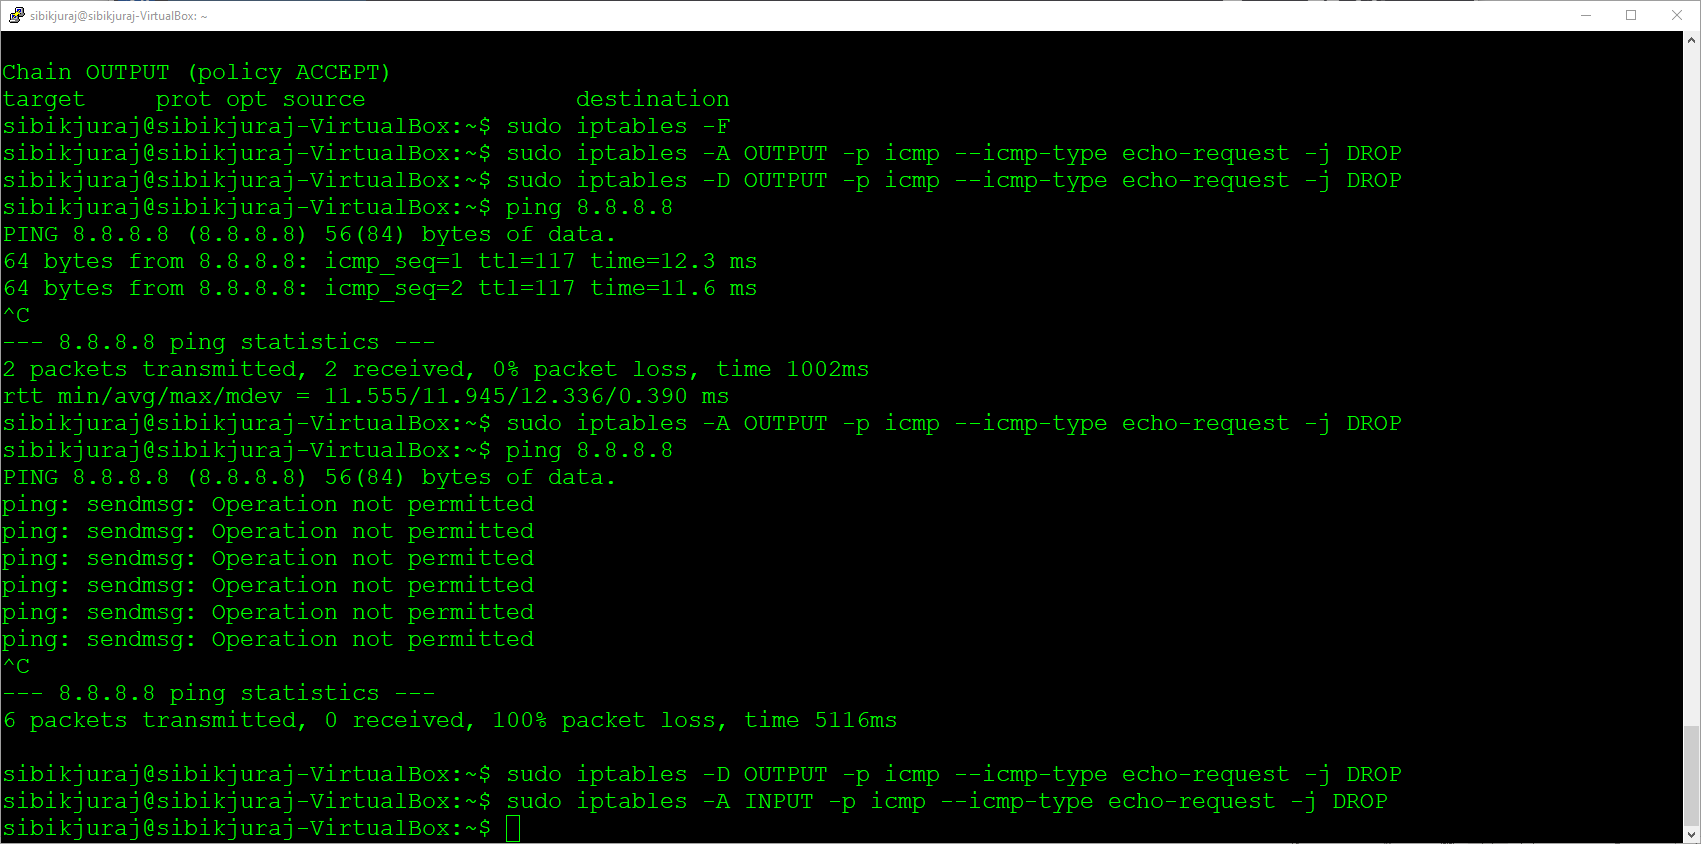 sibikjuraj@sibikjuraj-VirtualBox: ~
Chain OUTPUT (policy ACCEPT)
target     prot opt source               destination
sibikjuraj@sibikjuraj-VirtualBox:~$ sudo iptables -F
sibikjuraj@sibikjuraj-VirtualBox:~$ sudo iptables -A OUTPUT -p icmp --icmp-type echo-request -j DROP
sibikjuraj@sibikjuraj-VirtualBox:~$ sudo iptables -D OUTPUT -p icmp --icmp-type echo-request -j DROP
sibikjuraj@sibikjuraj-VirtualBox:~$ ping 8.8.8.8
PING 8.8.8.8 (8.8.8.8) 56(84) bytes of data.
64 bytes from 8.8.8.8: icmp_seq=1 ttl=117 time=12.3 ms
64 bytes from 8.8.8.8: icmp_seq=2 ttl=117 time=11.6 ms
^C
--- 8.8.8.8 ping statistics ---
2 packets transmitted, 2 received, 0% packet loss, time 1002ms
rtt min/avg/max/mdev = 11.555/11.945/12.336/0.390 ms
sibikjuraj@sibikjuraj-VirtualBox:~$ sudo iptables -A OUTPUT -p icmp --icmp-type echo-request -j DROP
sibikjuraj@sibikjuraj-VirtualBox:~$ ping 8.8.8.8
PING 8.8.8.8 (8.8.8.8) 56(84) bytes of data.
ping: sendmsg: Operation not permitted
ping: sendmsg: Operation not permitted
ping: sendmsg: Operation not permitted
ping: sendmsg: Operation not permitted
ping: sendmsg: Operation not permitted
ping: sendmsg: Operation not permitted
^C
--- 8.8.8.8 ping statistics ---
6 packets transmitted, 0 received, 100% packet loss, time 5116ms
sibikjuraj@sibikjuraj-VirtualBox:~$ sudo iptables -D OUTPUT -p icmp --icmp-type echo-request -j DROP
sibikjuraj@sibikjuraj-VirtualBox:~$ sudo iptables -A INPUT -p icmp --icmp-type echo-request -j DROP
sibikjuraj@sibikjuraj-VirtualBox:~$